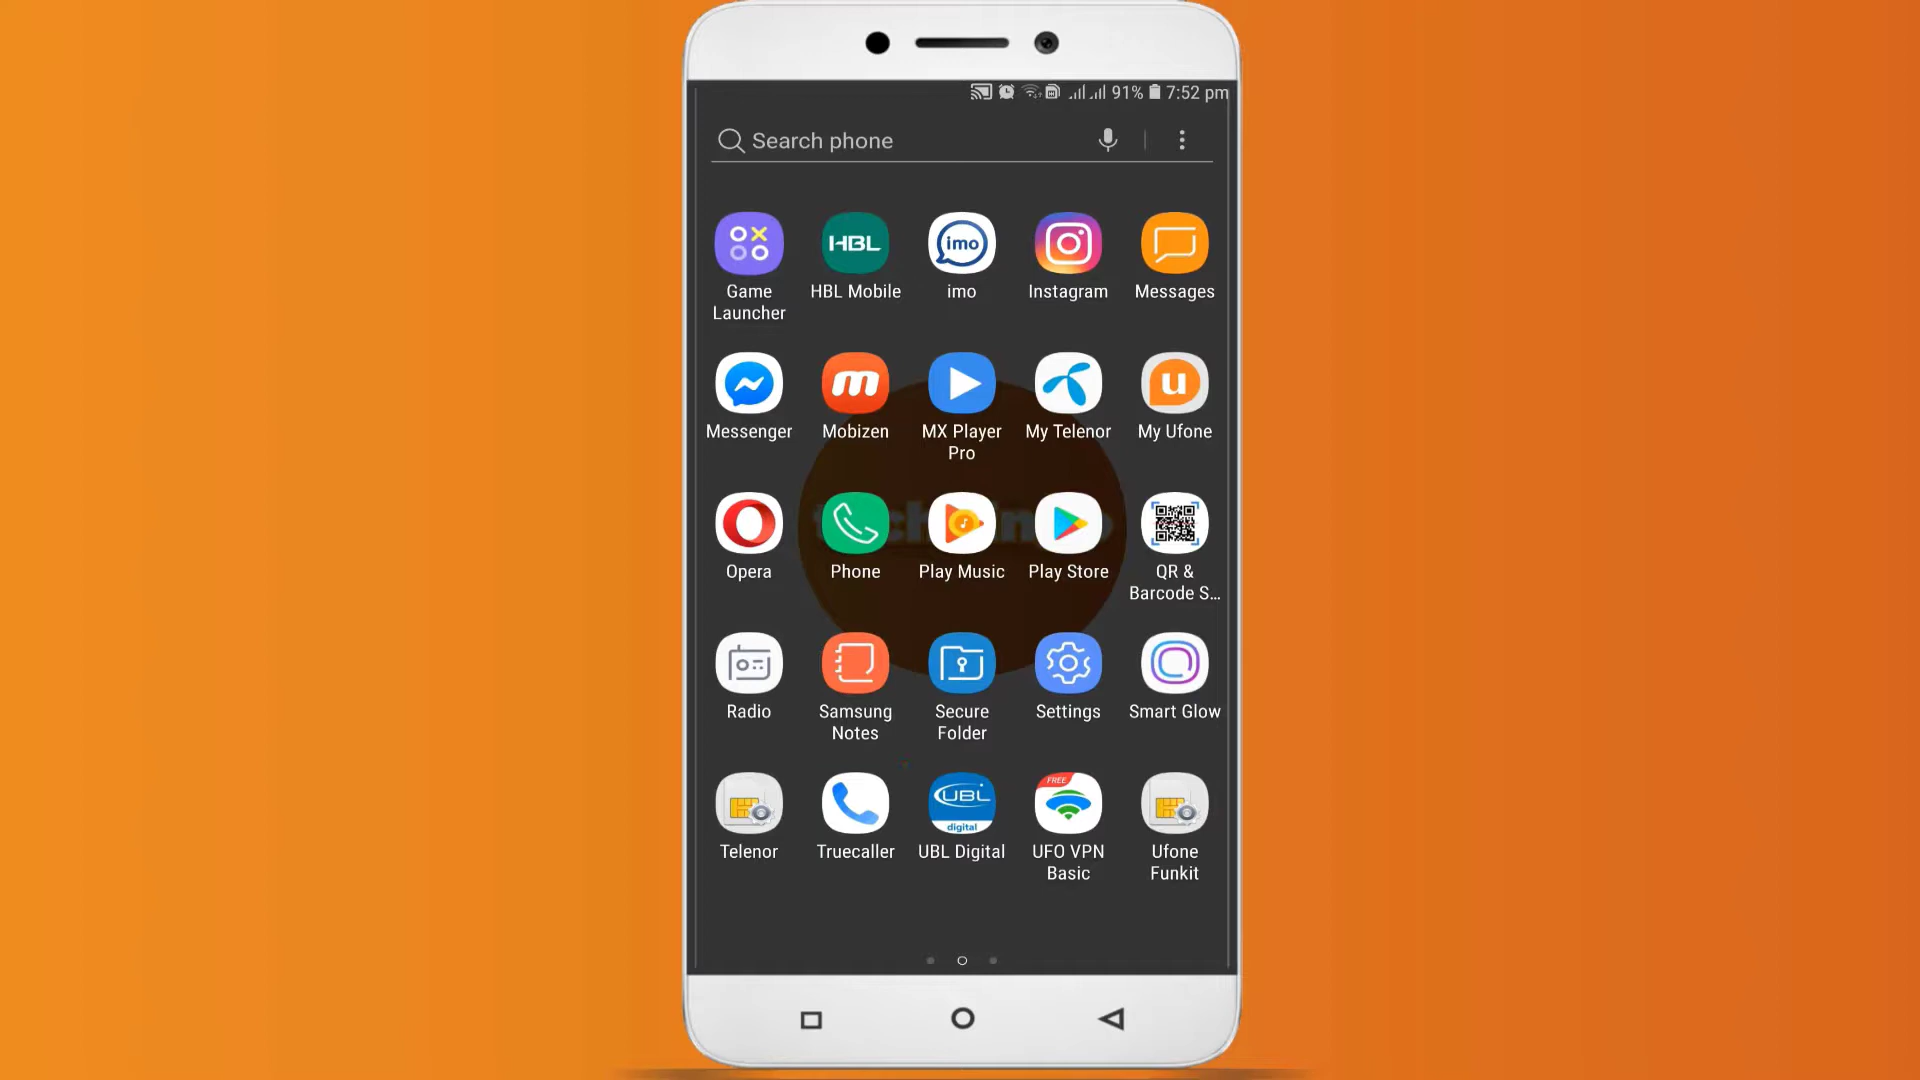 91% 7:52 pm
Search phone
HBL
imo
Game
Launcher
HBL Mobile
imo
Instagram
Messages
m
u
Messenger
Mobizen
MX Player
Pro
My Telenor
My Ufone
Opera
Phone
Play Music
Play Store
QR &
Barcode S...
Radio
Samsung
Notes
Secure
Folder
Settings
Smart Glow
UBL
digital
FREE
Telenor
Truecaller
UBL Digital
UFO VPN
Basic
Ufone
Funkit